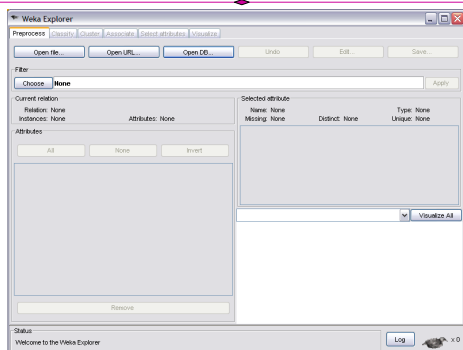 Weka Explorer
Preprocess Classify Cluster Associate Select attributes Visualize
Open file... Open URL... Open DB... Undo Edit... Save...
Filter
Choose None Apply
Current relation
Relation: None
Instances: None Attributes: None
Attributes
All None Invert
Remove
Selected attribute
Name: None Type: None
Missing: None Distinct: None Unique: None
Visualize All
Status
Welcome to the Weka Explorer
Log x 0